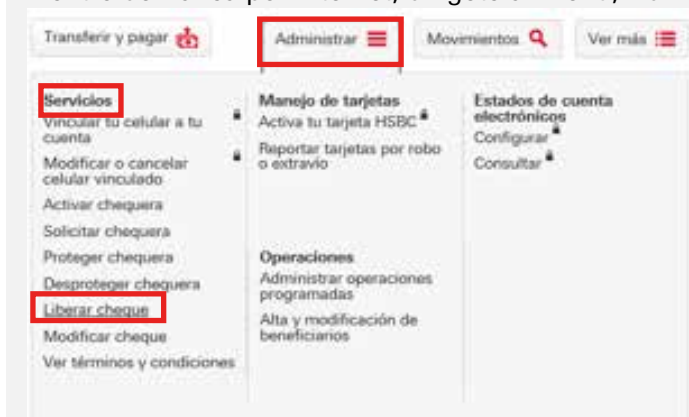 Transferir y pagar
Administrar
Movimientos
Ver más
Servicios
Vincular tu celular a tu
cuenta
Modificar o cancelar
celular vinculado
Activar chequera
Solicitar chequera
Proteger chequera
Desproteger chequera
Liberar cheque
Modificar cheque
Ver términos y condiciones
Manejo de tarjetas
Activa tu tarjeta HSBC
Reportar tarjetas por robo
o extravío
Operaciones
Administrar operaciones
programadas
Alta y modificación de
beneficiarios
Estados de cuenta
electrónicos
Configurar
Consultar